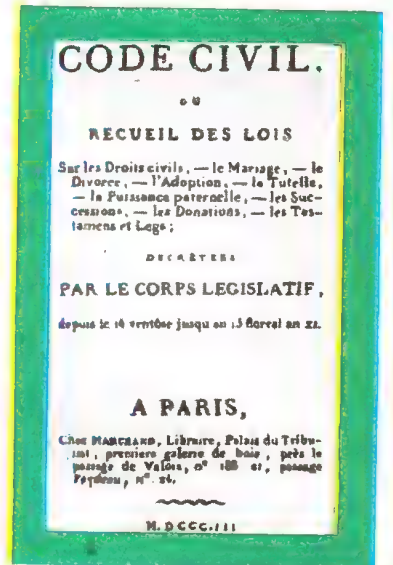 CODE CIVIL.
OU
RECUEIL DES LOIS
Sur les Droits civils, — le Mariage, — le
Divorce, — l'Adoption, — la Tutelle,
— la Puissance paternelle, — les Suc-
cessions, — les Donations, — les Tes-
tamens et Legs;
DÉCRÉTÉES
PAR LE CORPS LEGISLATIF,
depuis le 14 ventôse jusqu'au 13 floreal an
A PARIS,
Chez MARCHAND, Libraire, Palais du Tribu-
nat, premiere galerie de bois, près le
passage de Valois, n° 188 et, passage
Feydeau, n°. 24.
M. DCCC. III